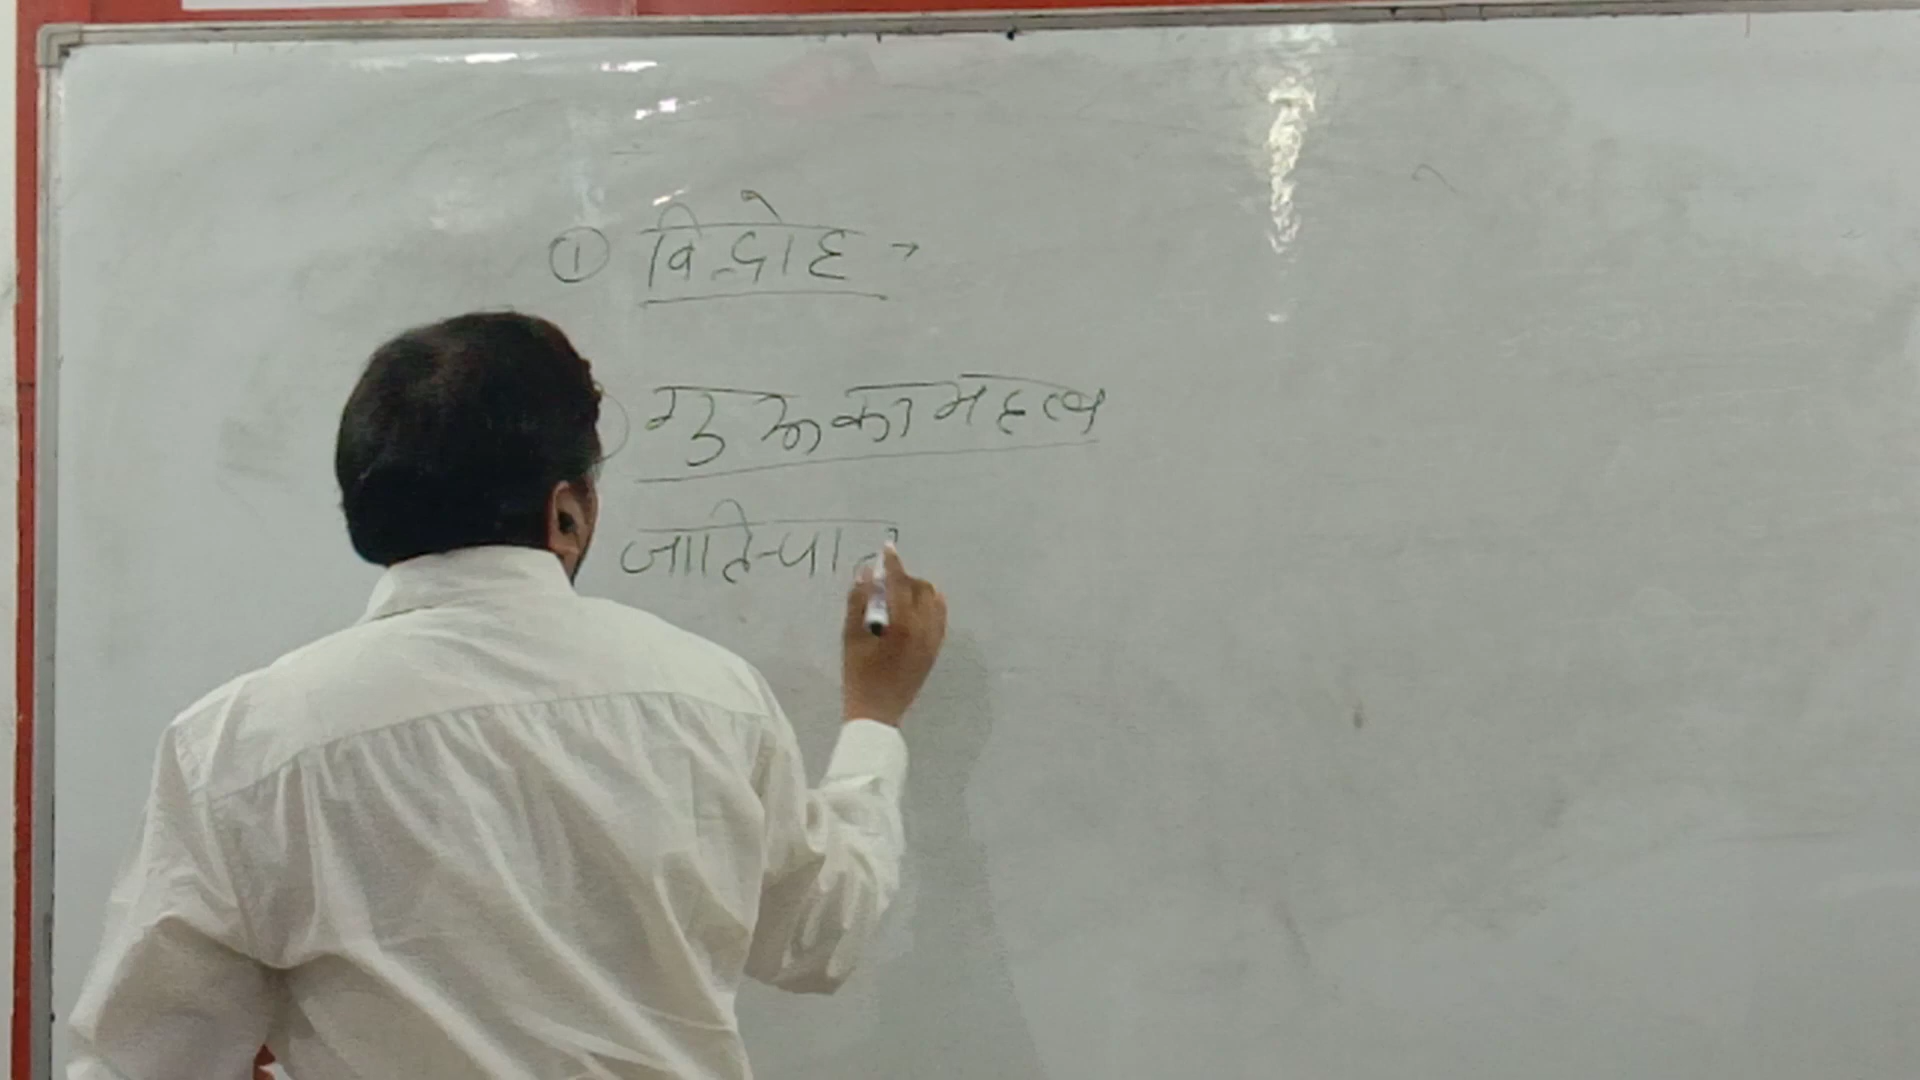 ① विद्रोह →
गुरू का महत्व
जाति-पात